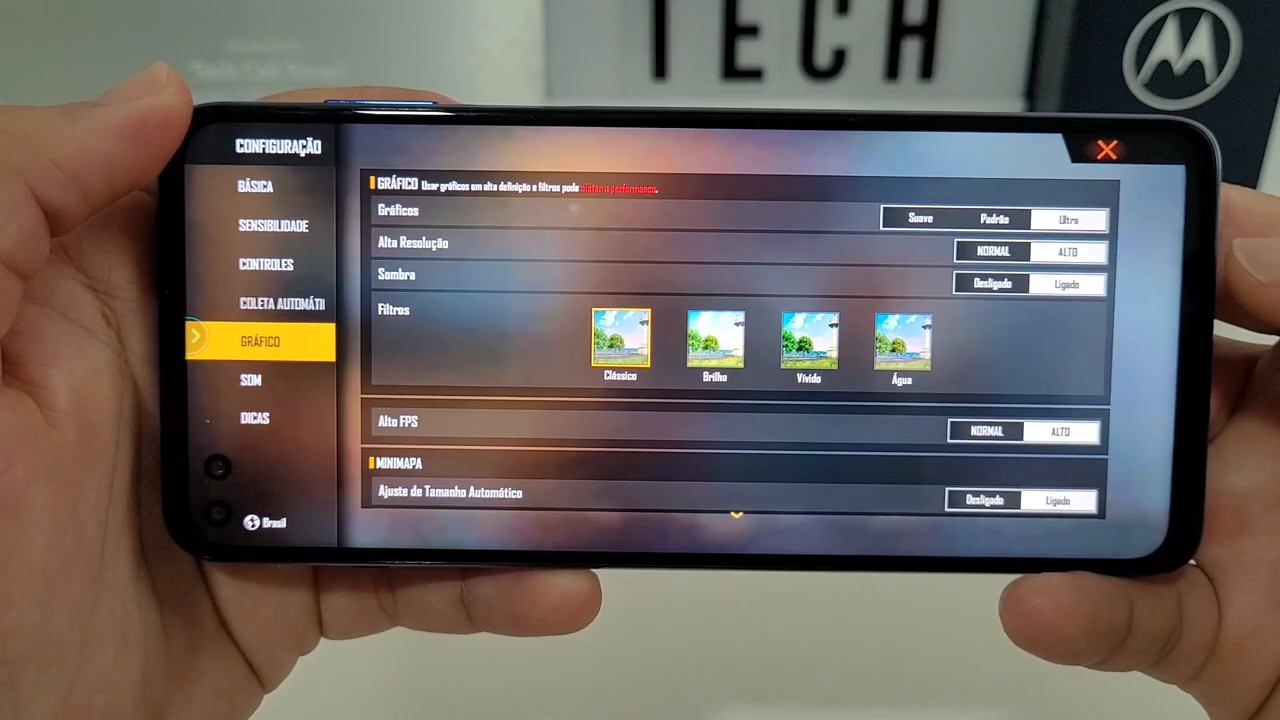 TECH
CONFIGURAÇÃO
BÁSICA
SENSIBILIDADE
CONTROLES
COLETA AUTOMÁTI
GRÁFICO
SOM
DICAS
Brasil
GRÁFICO Usar gráficos em alta definição e filtros pode afetar a performance.
Gráficos Suave Padrão Ultra
Alta Resolução NORMAL ALTO
Sombra Desligado Ligado
Filtros
Clássico Brilho Vívido Água
Alto FPS NORMAL ALTO
MINIMAPA
Ajuste de Tamanho Automático Desligado Ligado